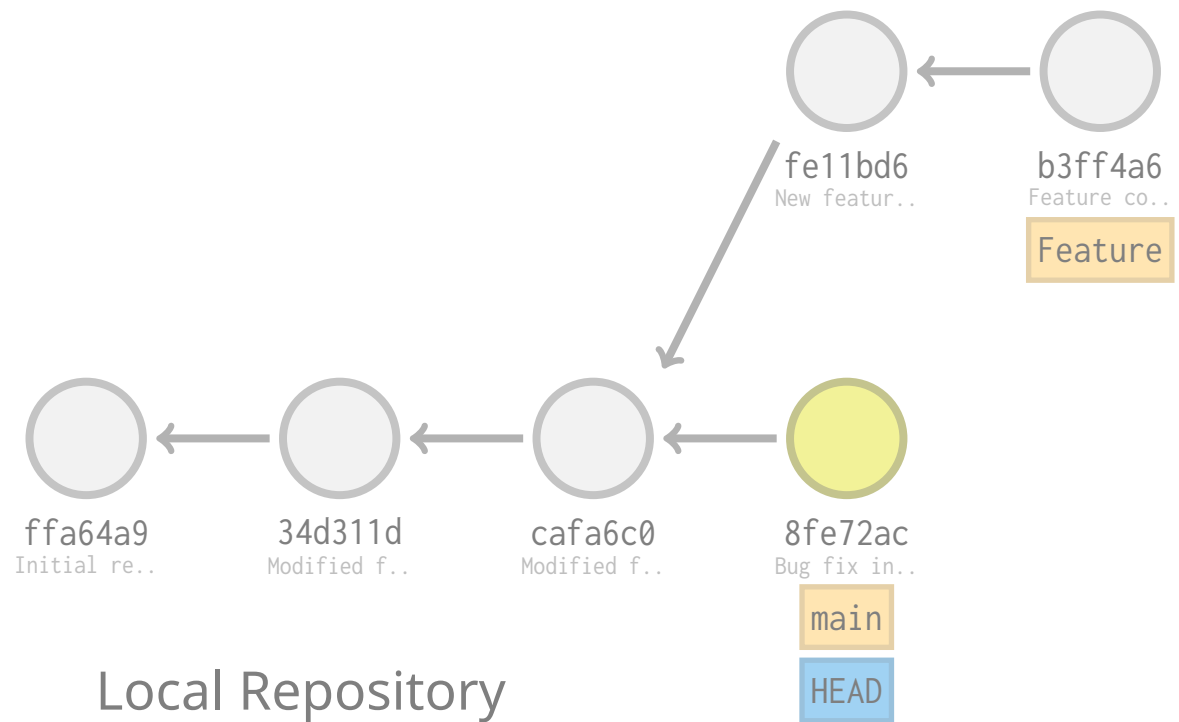 fe11bd6
New featur..
b3ff4a6
Feature co..
Feature
ffa64a9
Initial re..
34d311d
Modified f..
cafa6c0
Modified f..
8fe72ac
Bug fix in..
main
HEAD
Local Repository